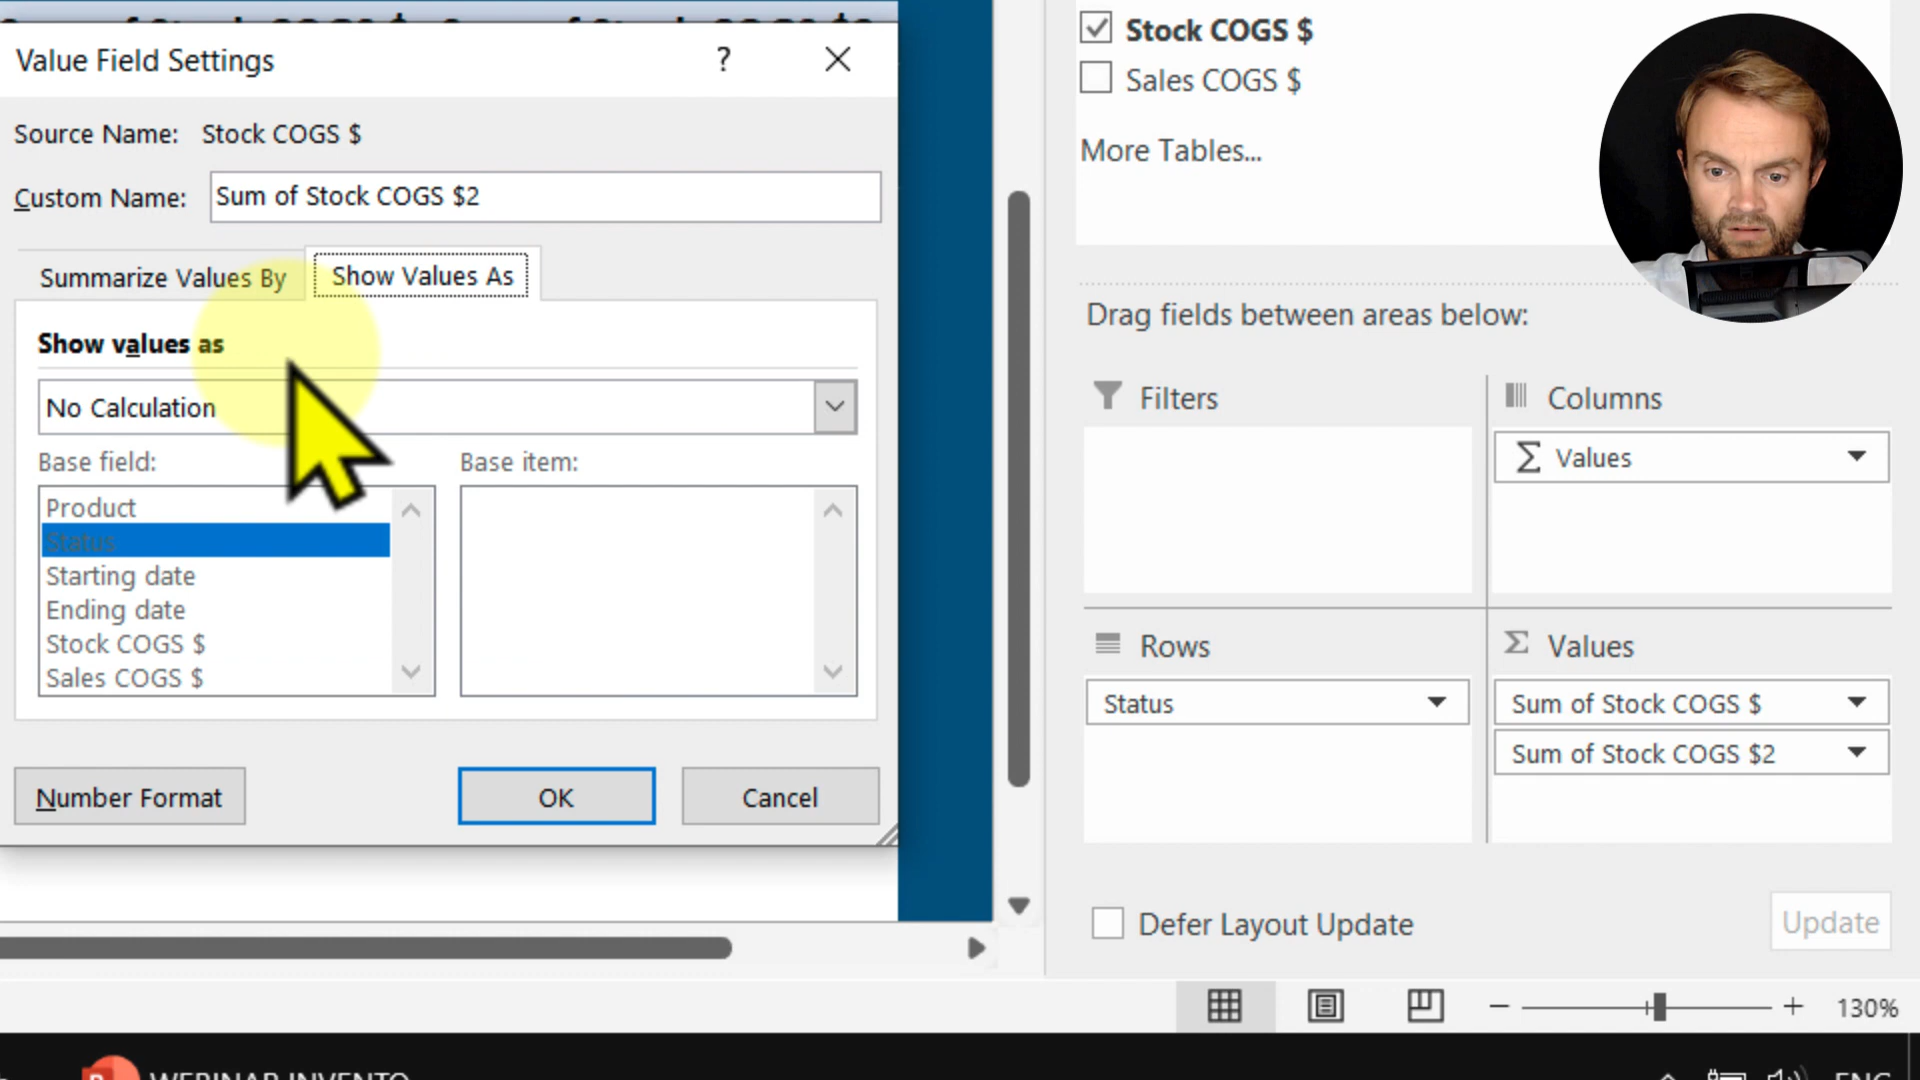 Value Field Settings
?
Source Name: Stock COGS $
Custom Name: Sum of Stock COGS $2
Summarize Values By
Show Values As
Show values as
No Calculation
Base field:
Base item:
Product
Status
Starting date
Ending date
Stock COGS $
Sales COGS $
Number Format
OK
Cancel
Stock COGS $
Sales COGS $
More Tables...
Drag fields between areas below:
Filters
Columns
Σ Values
Rows
Σ Values
Status
Sum of Stock COGS $
Sum of Stock COGS $2
Defer Layout Update
Update
130%
WEBINAR INVENTO
ENG